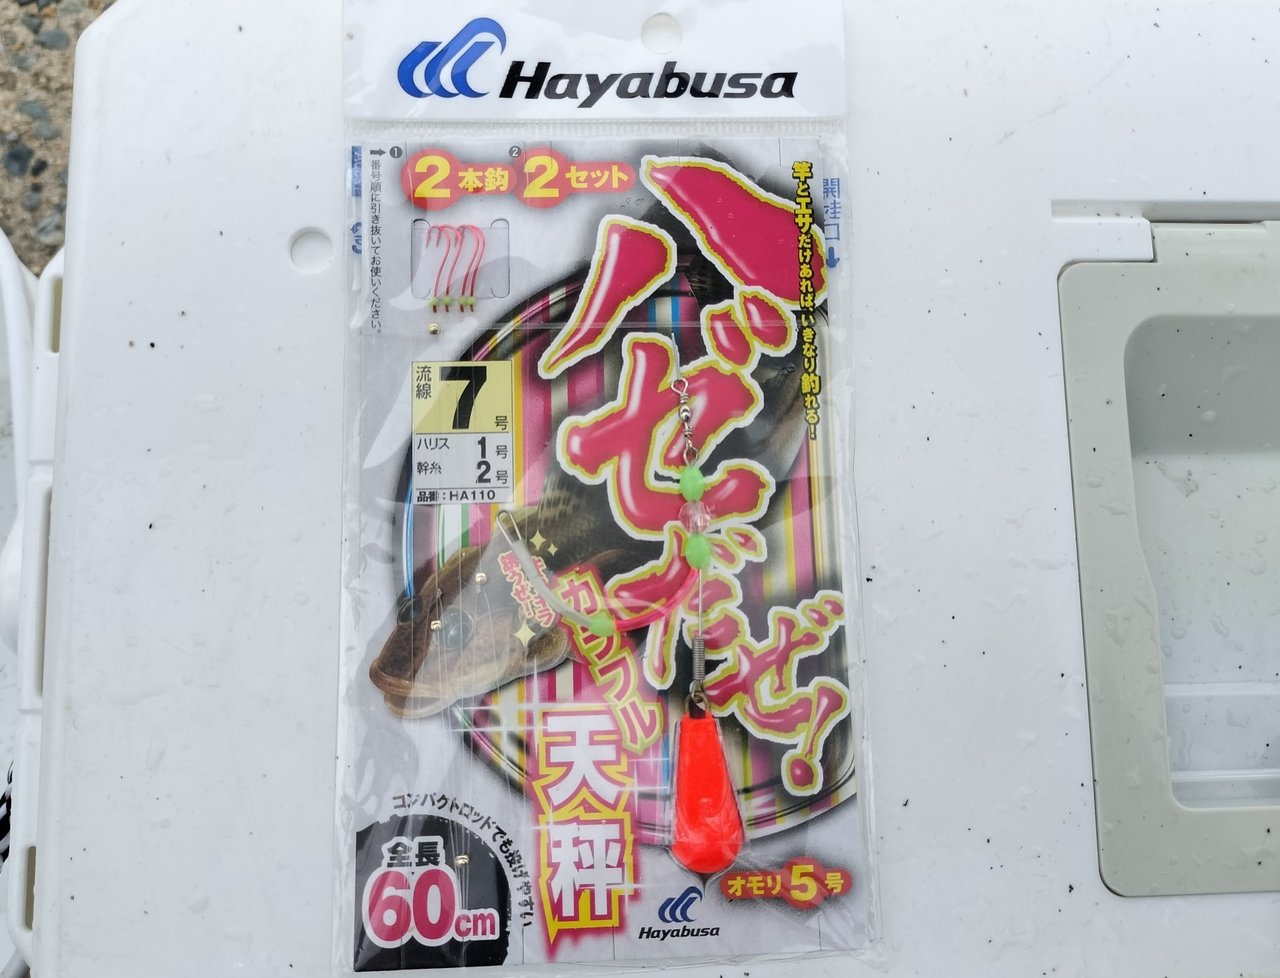 Hayabusa
➡❶番号順に引き抜いてお使いください。
2本鈎
❷
2セット
竿とエサだけあれば、いきなり釣れる!
開封口
ハゼだぜ!
流線 7号
ハリス 1号
幹糸 2号
品番:HA110
カラフル
天秤
コンパクトロッドでも投げやすい
全長
60cm
オモリ5号
Hayabusa